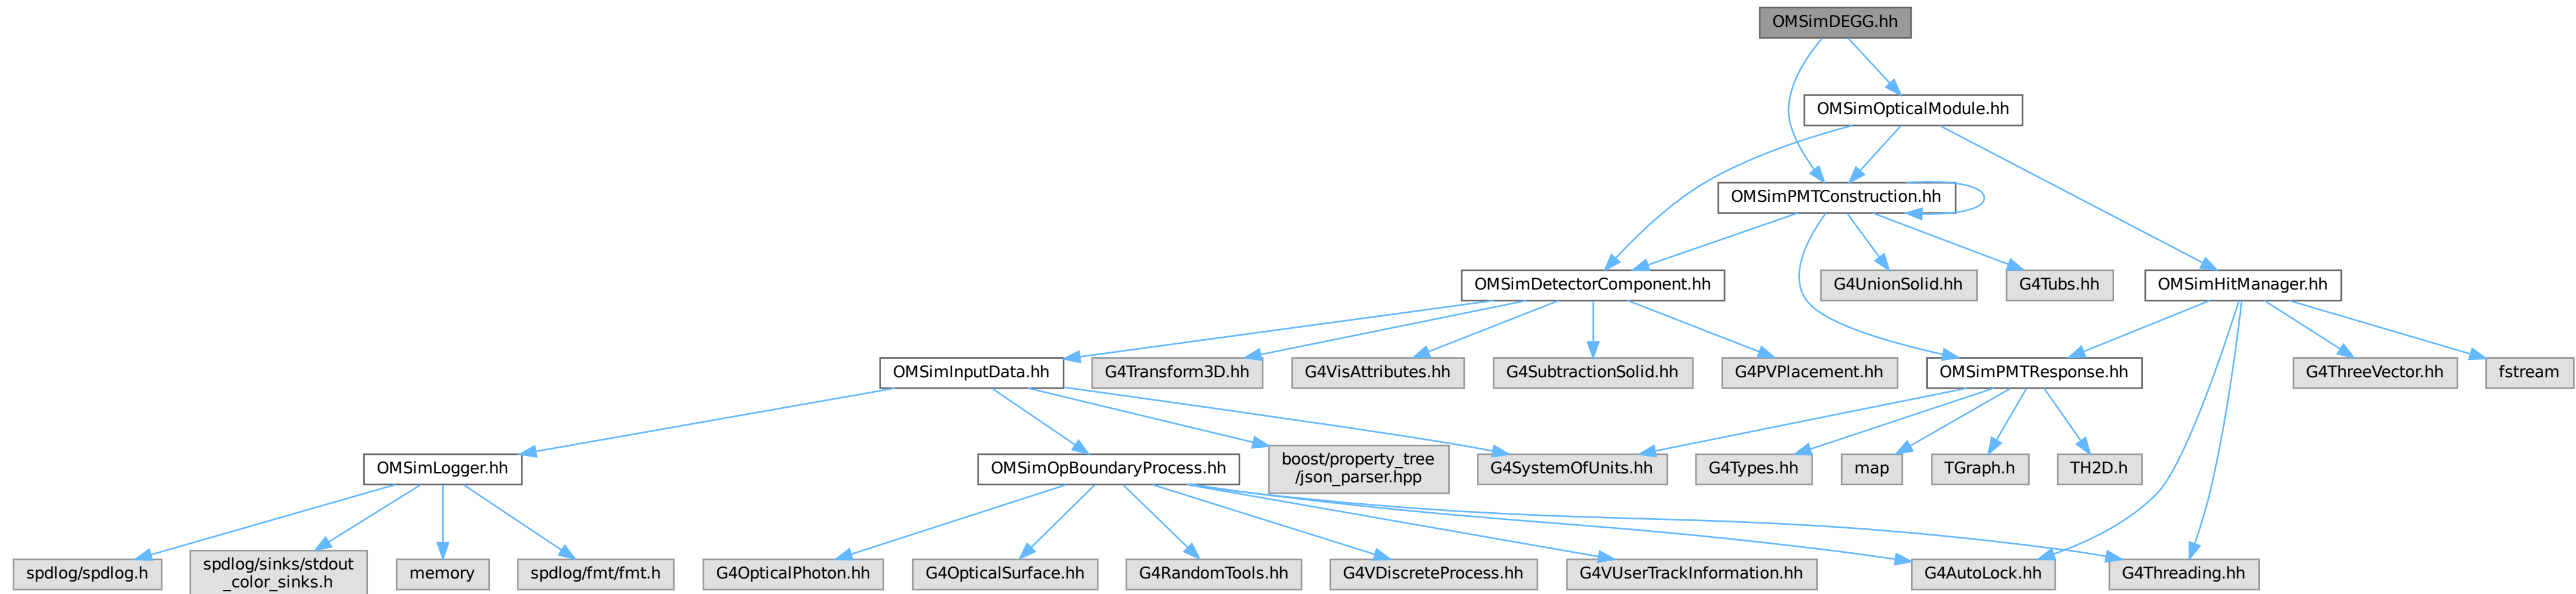 OMSimDEGG.hh
OMSimOpticalModule.hh
OMSimPMTConstruction.hh
OMSimDetectorComponent.hh
G4UnionSolid.hh
G4Tubs.hh
OMSimHitManager.hh
OMSimInputData.hh
G4Transform3D.hh
G4VisAttributes.hh
G4SubtractionSolid.hh
G4PVPlacement.hh
OMSimPMTResponse.hh
G4ThreeVector.hh
fstream
OMSimLogger.hh
OMSimOpBoundaryProcess.hh
boost/property_tree
/json_parser.hpp
G4SystemOfUnits.hh
G4Types.hh
map
TGraph.h
TH2D.h
spdlog/spdlog.h
spdlog/sinks/stdout
_color_sinks.h
memory
spdlog/fmt/fmt.h
G4OpticalPhoton.hh
G4OpticalSurface.hh
G4RandomTools.hh
G4VDiscreteProcess.hh
G4VUserTrackInformation.hh
G4AutoLock.hh
G4Threading.hh